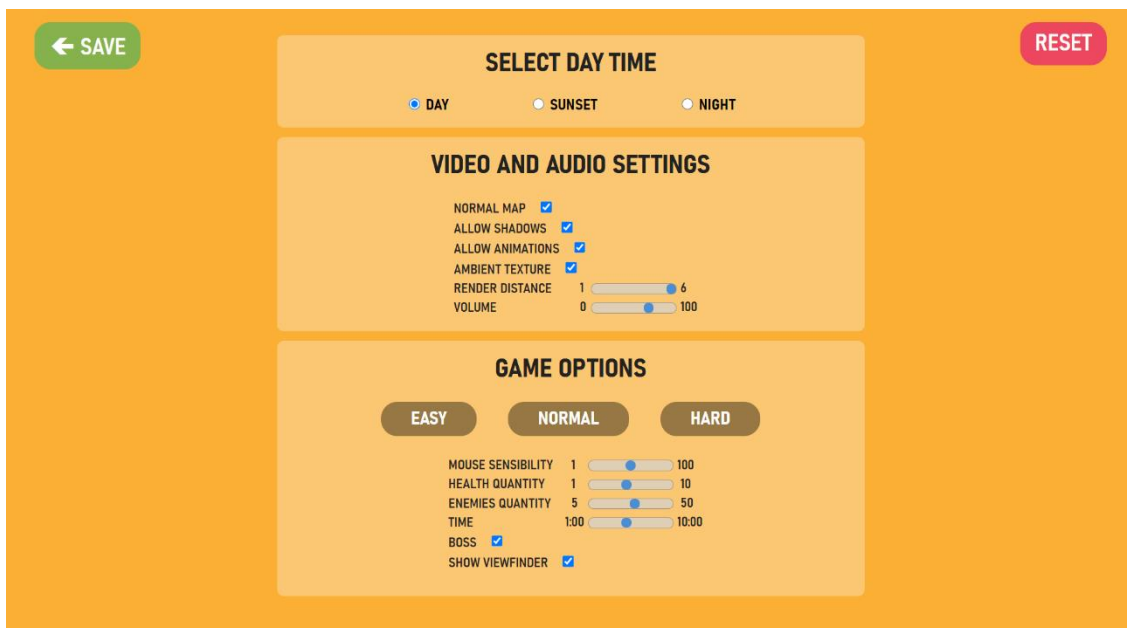 SAVE
RESET
SELECT DAY TIME
DAY SUNSET NIGHT
VIDEO AND AUDIO SETTINGS
NORMAL MAP
ALLOW SHADOWS
ALLOW ANIMATIONS
AMBIENT TEXTURE
RENDER DISTANCE 1 6
VOLUME 0 100
GAME OPTIONS
EASY NORMAL HARD
MOUSE SENSIBILITY 1 100
HEALTH QUANTITY 1 10
ENEMIES QUANTITY 5 50
TIME 1:00 10:00
BOSS
SHOW VIEWFINDER